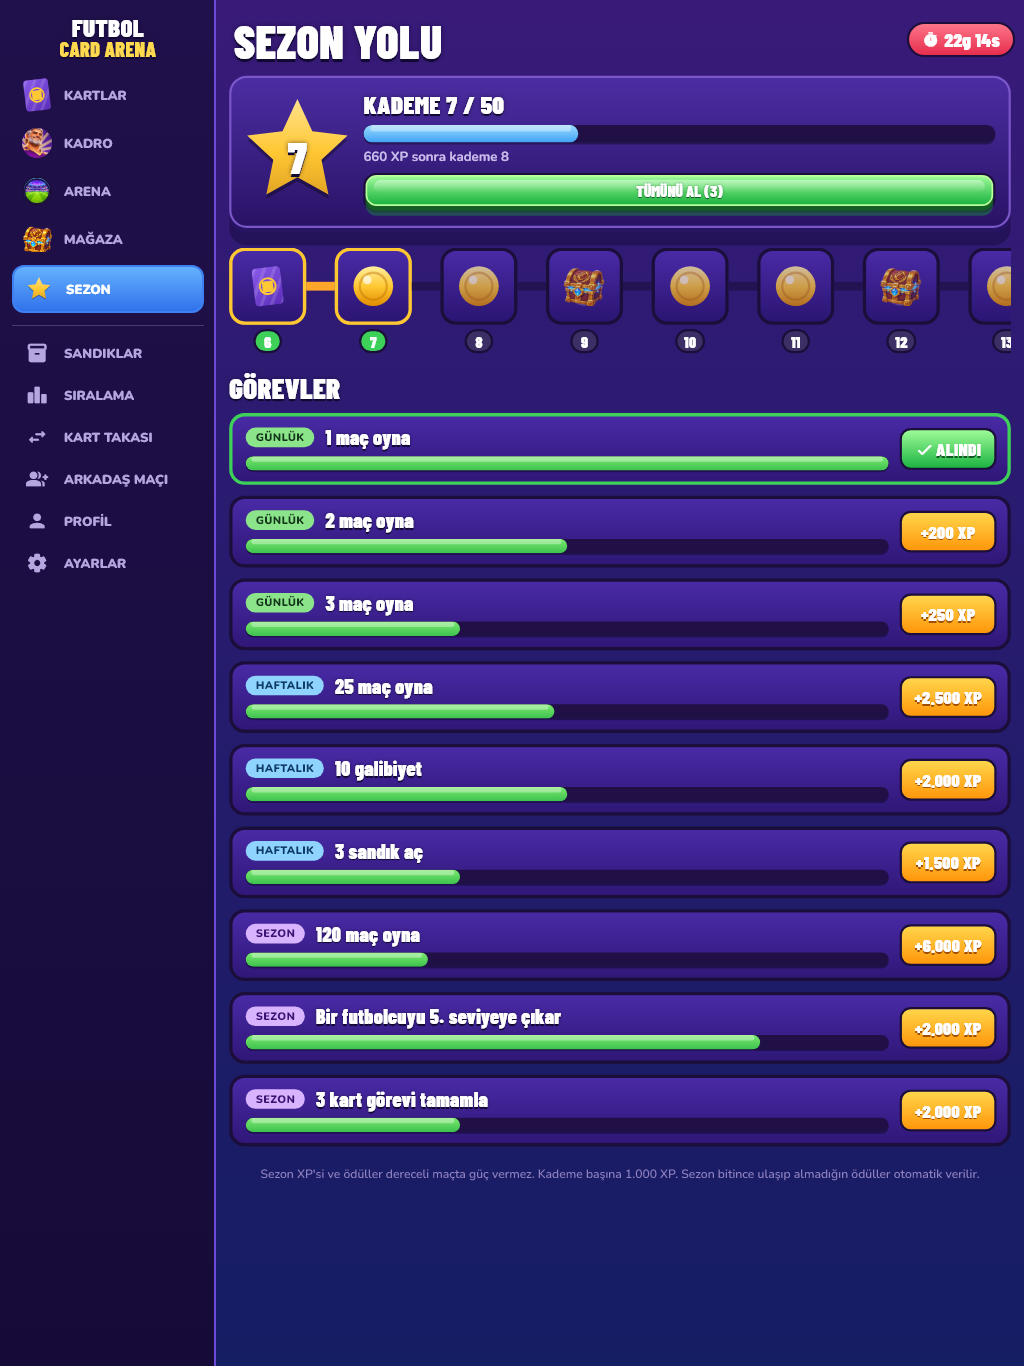 FUTBOL
CARD ARENA
KARTLAR
KADRO
ARENA
MAĞAZA
SEZON
SANDIKLAR
SIRALAMA
KART TAKASI
ARKADAŞ MAÇI
PROFİL
AYARLAR
SEZON YOLU
22g 14s
7
KADEME 7 / 50
660 XP sonra kademe 8
TÜMÜNÜ AL (3)
6 7 8 9 10 11 12 13
GÖREVLER
GÜNLÜK 1 maç oyna
ALINDI
GÜNLÜK 2 maç oyna
+200 XP
GÜNLÜK 3 maç oyna
+250 XP
HAFTALIK 25 maç oyna
+2,500 XP
HAFTALIK 10 galibiyet
+2,000 XP
HAFTALIK 3 sandık aç
+1,500 XP
SEZON 120 maç oyna
+6,000 XP
SEZON Bir futbolcuyu 5. seviyeye çıkar
+2,000 XP
SEZON 3 kart görevi tamamla
+2,000 XP
Sezon XP'si ve ödüller dereceli maçta güç vermez. Kademe başına 1.000 XP. Sezon bitince ulaşıp almadığın ödüller otomatik verilir.